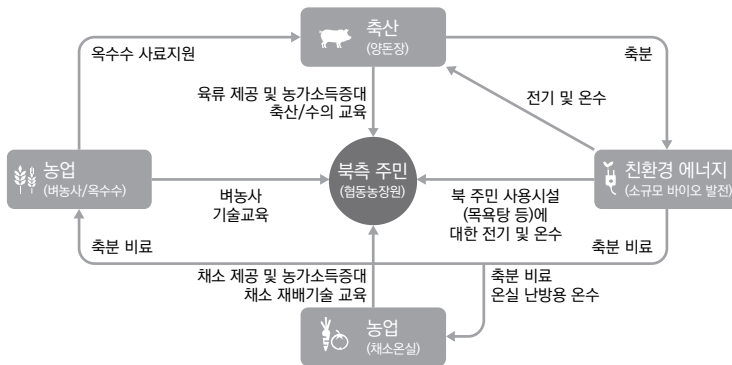 축산
(양돈장)
옥수수 사료지원
축분
육류 제공 및 농가소득증대
축산/수의 교육
전기 및 온수
농업
(벼농사/옥수수)
북측 주민
(협동농장원)
친환경 에너지
(소규모 바이오 발전)
벼농사
기술교육
북 주민 사용시설
(목욕탕 등)에
대한 전기 및 온수
축분 비료
축분 비료
채소 제공 및 농가소득증대
채소 재배기술 교육
축분 비료
온실 난방용 온수
농업
(채소온실)